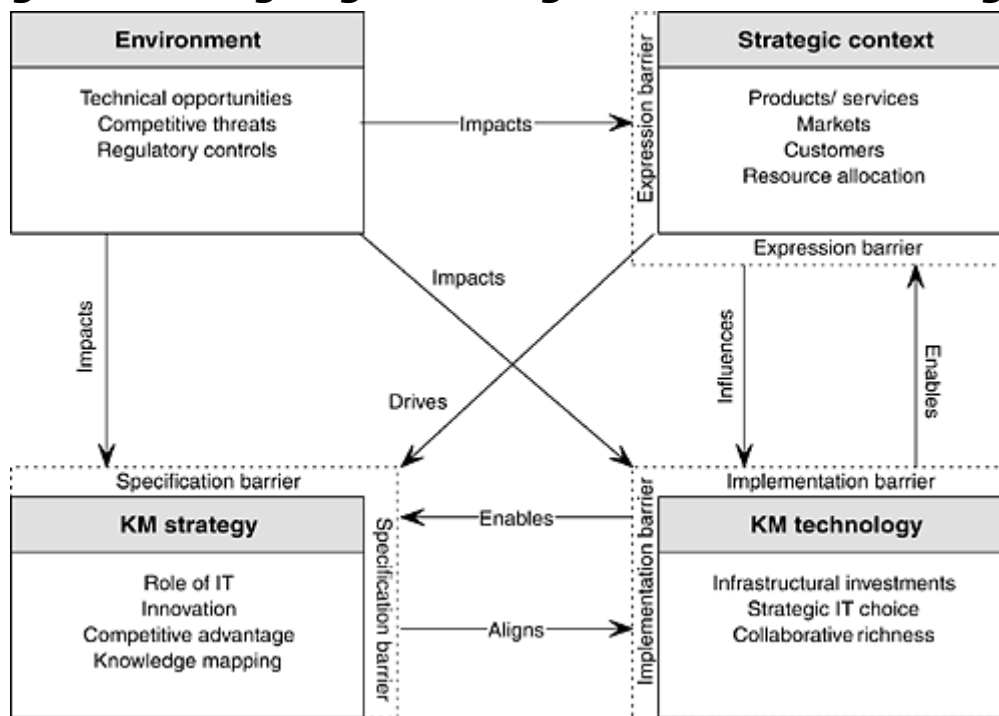 Environment
Technical opportunities
Competitive threats
Regulatory controls
Impacts
Expression barrier
Strategic context
Products/ services
Markets
Customers
Resource allocation
Expression barrier
Impacts
Impacts
Drives
Influences
Enables
Specification barrier
KM strategy
Role of IT
Innovation
Competitive advantage
Knowledge mapping
Specification barrier
Enables
Aligns
Implementation barrier
Implementation barrier
KM technology
Infrastructural investments
Strategic IT choice
Collaborative richness